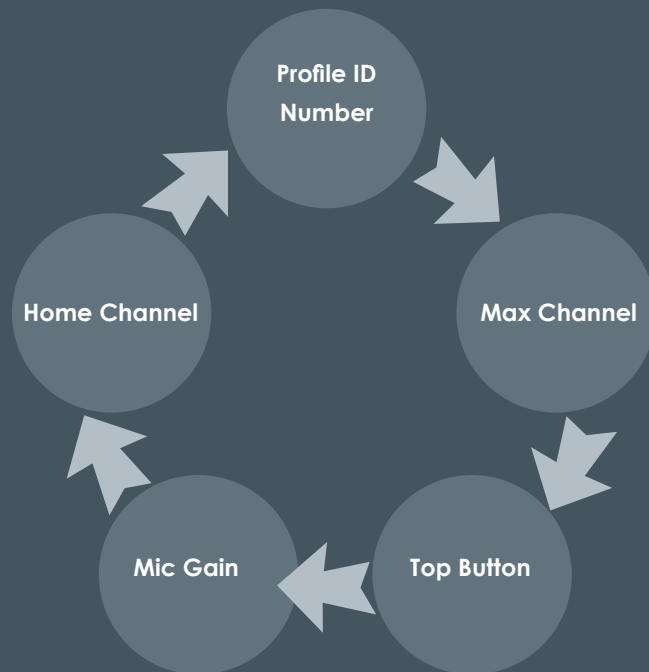 Profile ID
Number
Max Channel
Top Button
Mic Gain
Home Channel